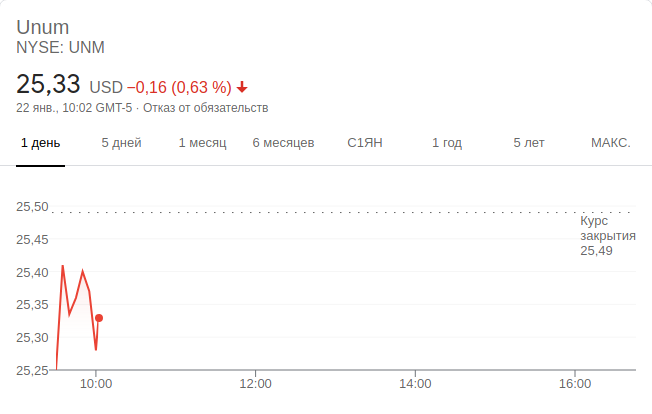 Unum
NYSE: UNM
25,33 USD −0,16 (0,63 %)
22 янв., 10:02 GMT-5 · Отказ от обязательств
1 день 5 дней 1 месяц 6 месяцев С1ЯН 1 год 5 лет МАКС.
25,50
Курс
закрытия
25,49
25,45
25,40
25,35
25,30
25,25
10:00 12:00 14:00 16:00